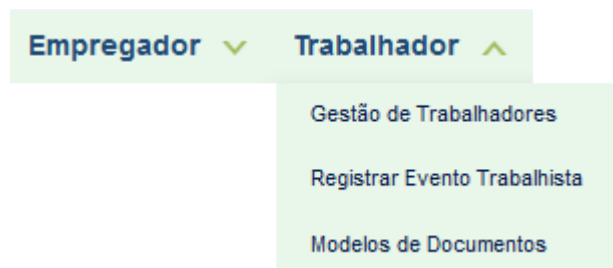 Empregador Trabalhador
Gestão de Trabalhadores
Registrar Evento Trabalhista
Modelos de Documentos